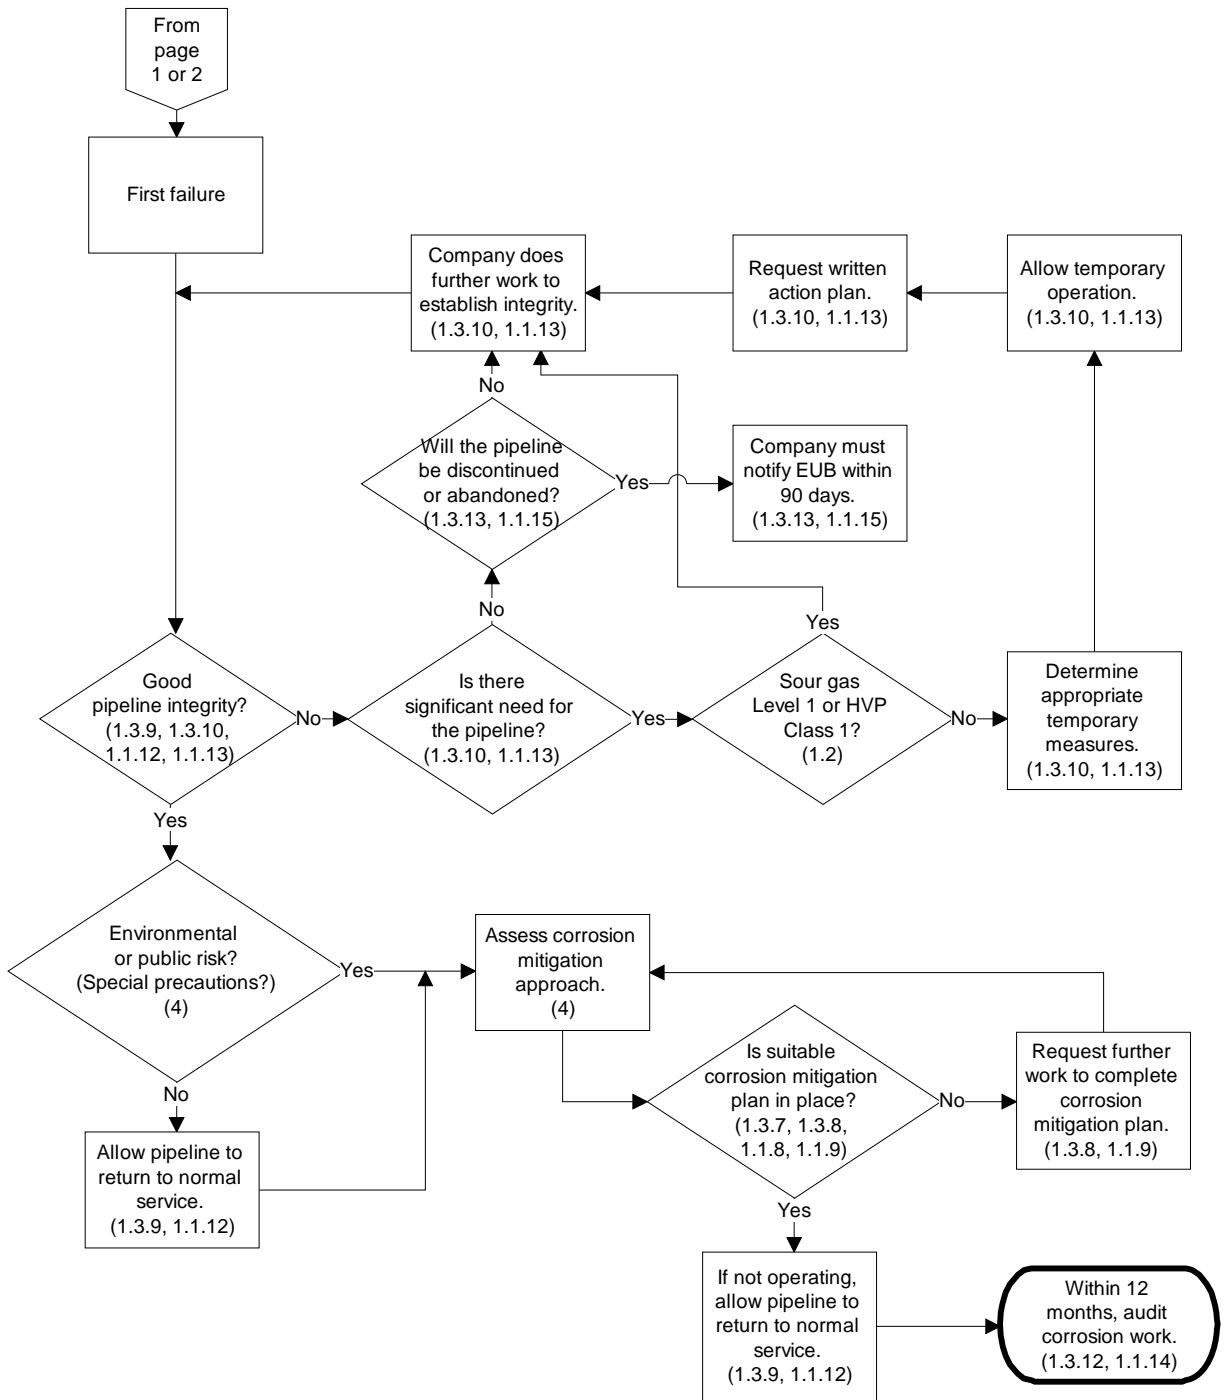 From
page
1 or 2
First failure
Company does
further work to
establish integrity.
(1.3.10, 1.1.13)
Request written
action plan.
(1.3.10, 1.1.13)
Allow temporary
operation.
(1.3.10, 1.1.13)
No
Will the pipeline
be discontinued
or abandoned?
(1.3.13, 1.1.15)
Yes
Company must
notify EUB within
90 days.
(1.3.13, 1.1.15)
No
Yes
Good
pipeline integrity?
(1.3.9, 1.3.10,
1.1.12, 1.1.13)
No
Is there
significant need for
the pipeline?
(1.3.10, 1.1.13)
Yes
Sour gas
Level 1 or HVP
Class 1?
(1.2)
No
Determine
appropriate
temporary
measures.
(1.3.10, 1.1.13)
Yes
Environmental
or public risk?
(Special precautions?)
(4)
Yes
Assess corrosion
mitigation
approach.
(4)
Is suitable
corrosion mitigation
plan in place?
(1.3.7, 1.3.8,
1.1.8, 1.1.9)
No
Request further
work to complete
corrosion
mitigation plan.
(1.3.8, 1.1.9)
No
Allow pipeline to
return to normal
service.
(1.3.9, 1.1.12)
Yes
If not operating,
allow pipeline to
return to normal
service.
(1.3.9, 1.1.12)
Within 12
months, audit
corrosion work.
(1.3.12, 1.1.14)